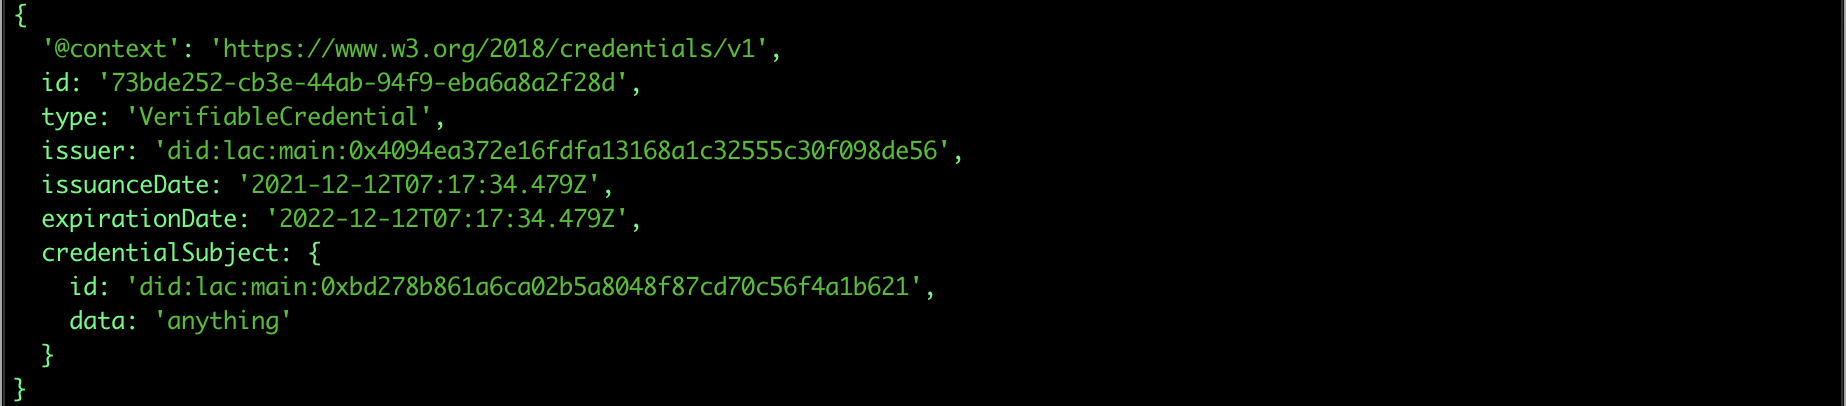 {
  '@context': 'https://www.w3.org/2018/credentials/v1',
  id: '73bde252-cb3e-44ab-94f9-eba6a8a2f28d',
  type: 'VerifiableCredential',
  issuer: 'did:lac:main:0x4094ea372e16fdfa13168a1c32555c30f098de56',
  issuanceDate: '2021-12-12T07:17:34.479Z',
  expirationDate: '2022-12-12T07:17:34.479Z',
  credentialSubject: {
    id: 'did:lac:main:0xbd278b861a6ca02b5a8048f87cd70c56f4a1b621',
    data: 'anything'
  }
}